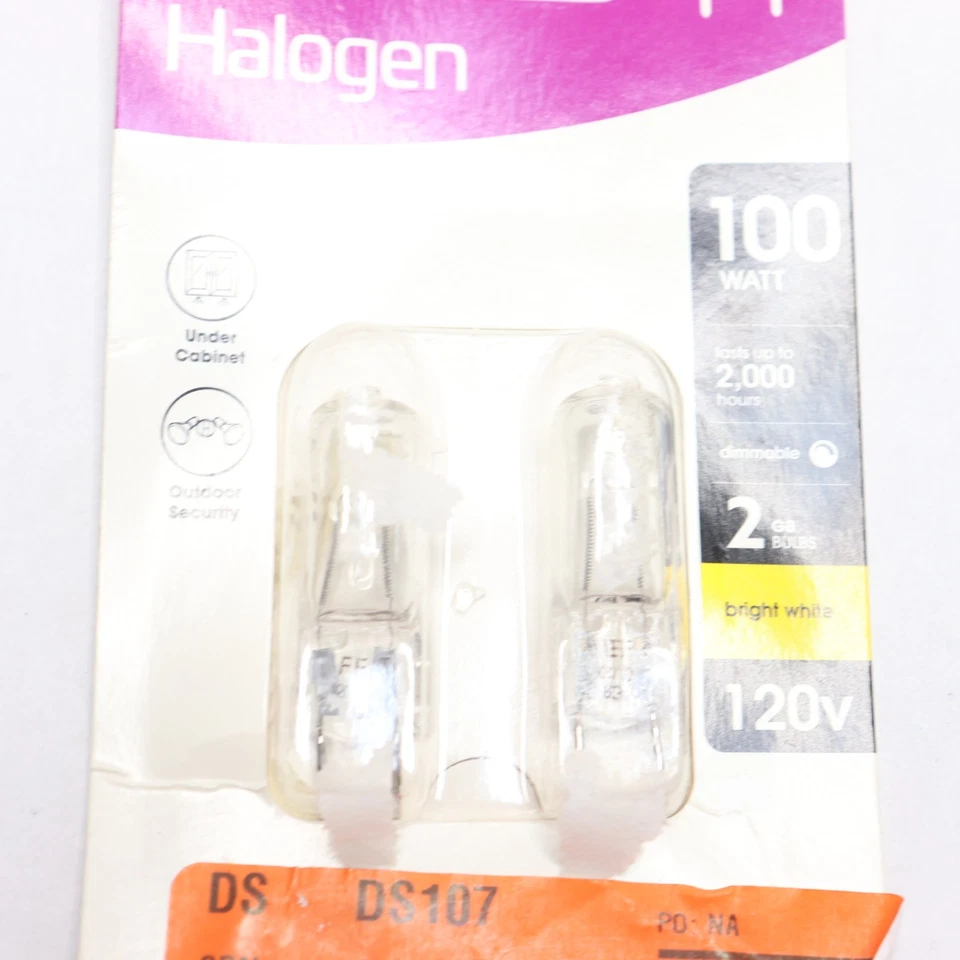 Halogen
100
WATT
lasts up to
2,000
hours
dimmable
2 G8
BULBS
bright white
120v
Under
Cabinet
Outdoor
Security
DS DS107
PO: NA